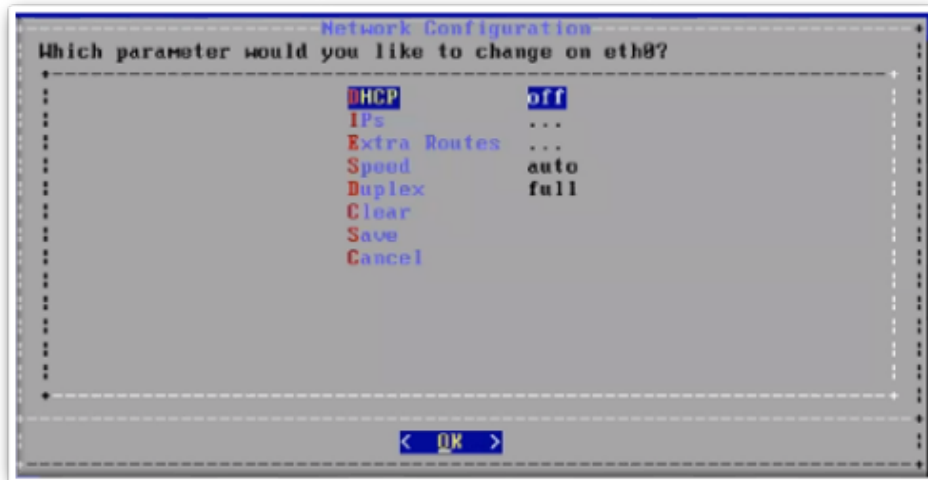 Network Configuration
Which parameter would you like to change on eth0?
DHCP off
IPs ...
Extra Routes ...
Speed auto
Duplex full
Clear
Save
Cancel
< OK >